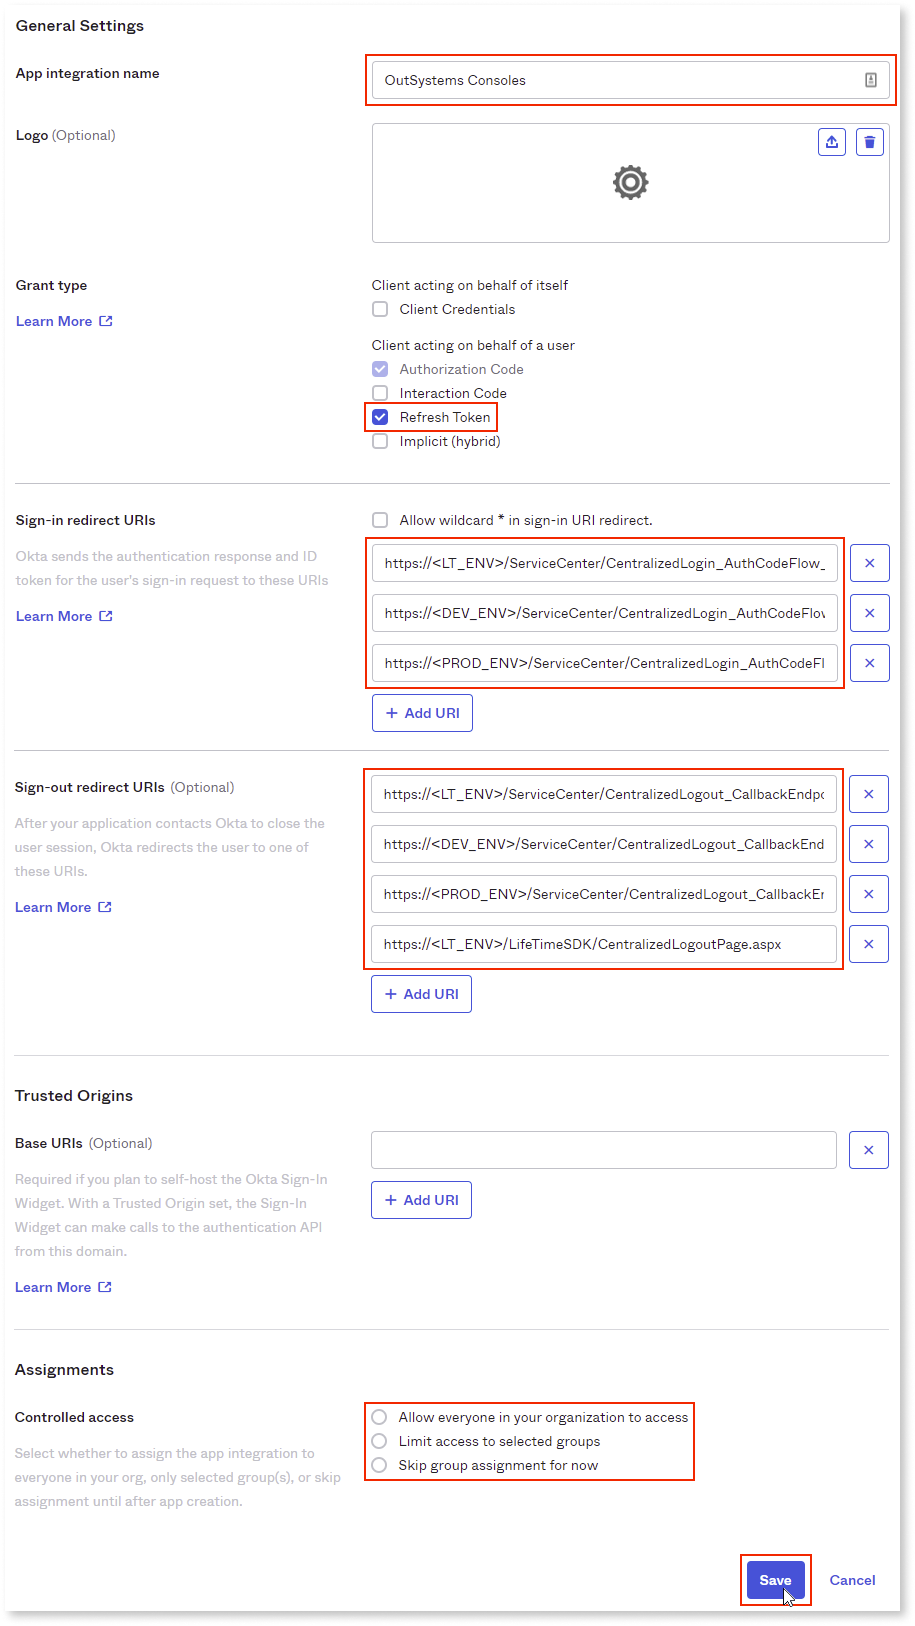 General Settings
App integration name
OutSystems Consoles
Logo (Optional)
Grant type
Learn More
Client acting on behalf of itself
Client Credentials
Client acting on behalf of a user
Authorization Code
Interaction Code
Refresh Token
Implicit (hybrid)
Sign-in redirect URIs
Okta sends the authentication response and ID
token for the user's sign-in request to these URIs
Learn More
Allow wildcard * in sign-in URI redirect.
https://<LT_ENV>/ServiceCenter/CentralizedLogin_AuthCodeFlow_
https://<DEV_ENV>/ServiceCenter/CentralizedLogin_AuthCodeFlov
https://<PROD_ENV>/ServiceCenter/CentralizedLogin_AuthCodeFl
+ Add URI
Sign-out redirect URIs (Optional)
After your application contacts Okta to close the
user session, Okta redirects the user to one of
these URIs.
Learn More
https://<LT_ENV>/ServiceCenter/CentralizedLogout_CallbackEndpc
https://<DEV_ENV>/ServiceCenter/CentralizedLogout_CallbackEnd
https://<PROD_ENV>/ServiceCenter/CentralizedLogout_CallbackEr
https://<LT_ENV>/LifeTimeSDK/CentralizedLogoutPage.aspx
+ Add URI
Trusted Origins
Base URIs (Optional)
Required if you plan to self-host the Okta Sign-In
Widget. With a Trusted Origin set, the Sign-In
Widget can make calls to the authentication API
from this domain.
Learn More
+ Add URI
Assignments
Controlled access
Select whether to assign the app integration to
everyone in your org, only selected group(s), or skip
assignment until after app creation.
Allow everyone in your organization to access
Limit access to selected groups
Skip group assignment for now
Save
Cancel